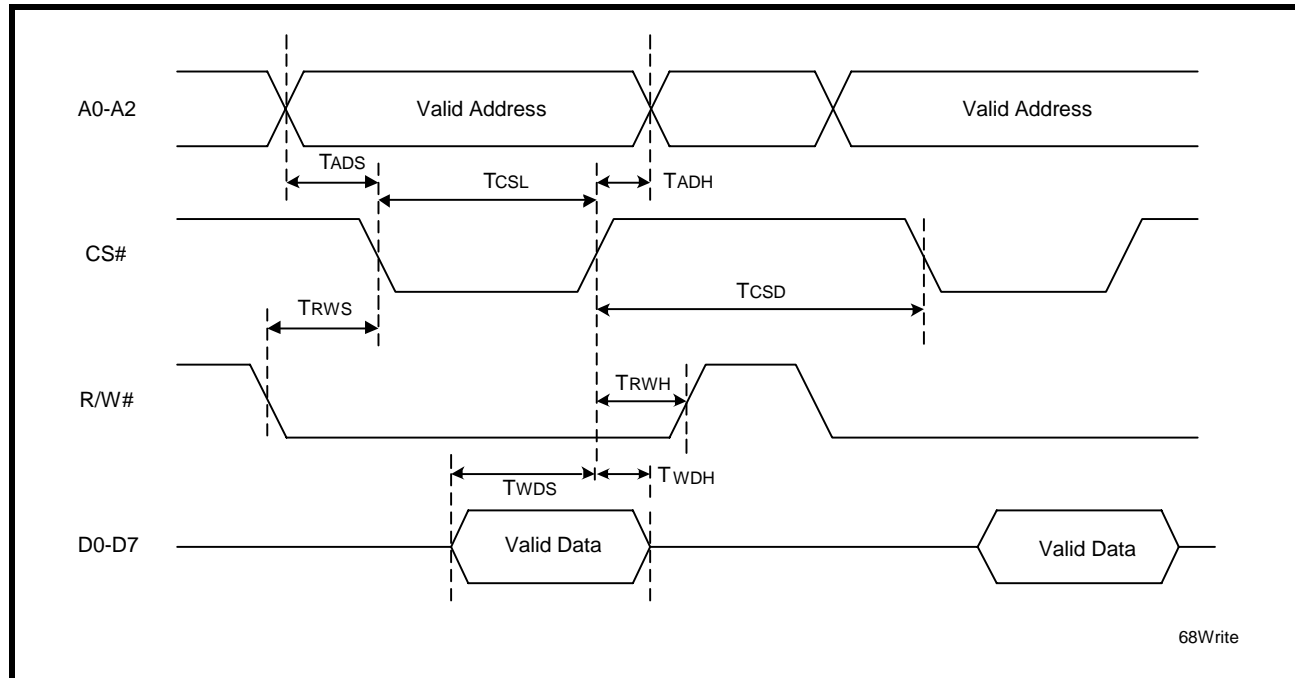 A0-A2
Valid Address
Valid Address
TADS
TCSL
TADH
CS#
TRWS
TCSD
R/W#
TRWH
TWDS
TWDH
D0-D7
Valid Data
Valid Data
68Write